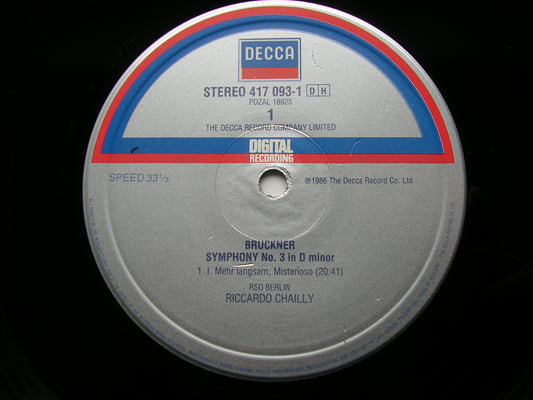 DECCA
STEREO 417 093-1 DH
PDZAL 18925
1
THE DECCA RECORD COMPANY LIMITED
DIGITAL
RECORDING
SPEED 33⅓
℗1986 The Decca Record Co. Ltd
BRUCKNER
SYMPHONY No. 3 in D minor
1. I. Mehr langsam, Misterioso (20:41)
RSO BERLIN
RICCARDO CHAILLY